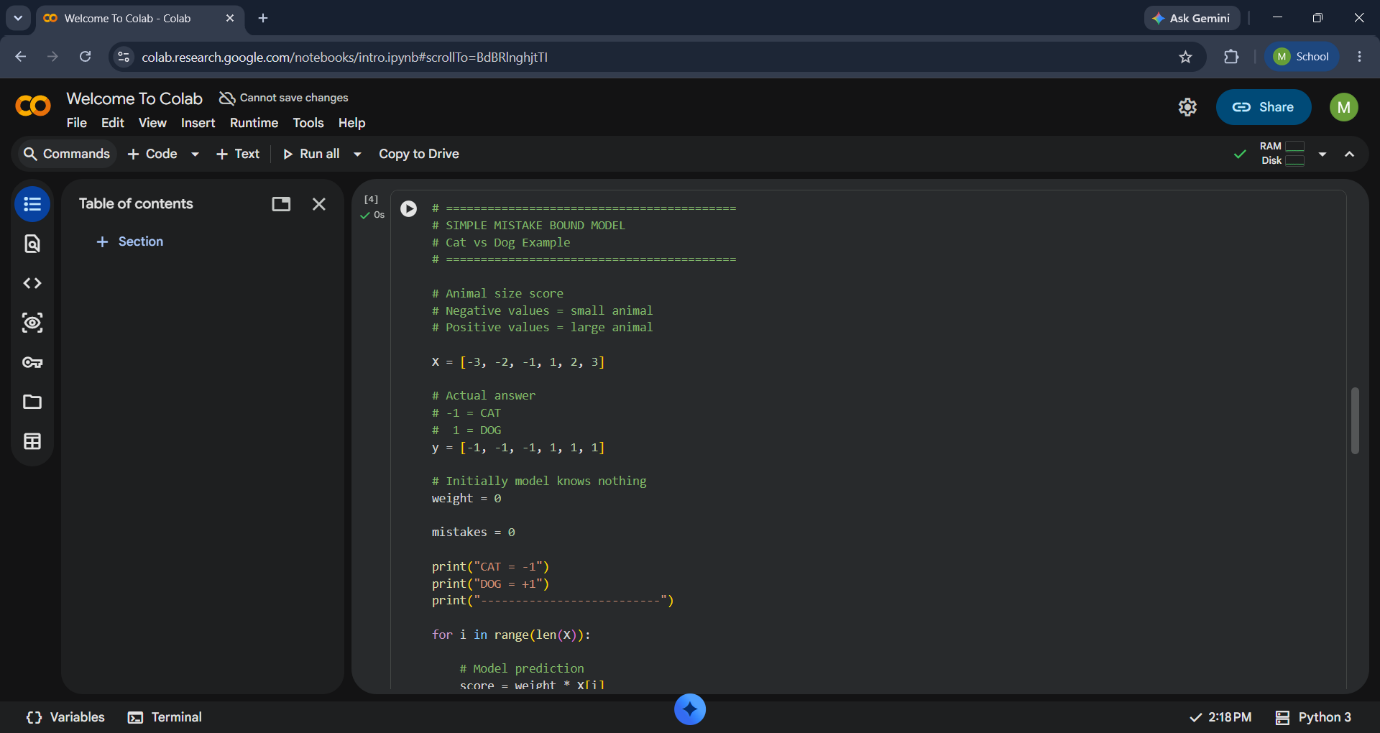 Welcome To Colab - Colab
Ask Gemini
colab.research.google.com/notebooks/intro.ipynb#scrollTo=BdBRlnghjtTI
M School
Welcome To Colab
Cannot save changes
File Edit View Insert Runtime Tools Help
Share
M
Commands + Code + Text Run all Copy to Drive
RAM
Disk
Table of contents
+ Section
[4]
0s
# ==========================================
# SIMPLE MISTAKE BOUND MODEL
# Cat vs Dog Example
# ==========================================
# Animal size score
# Negative values = small animal
# Positive values = large animal
X = [-3, -2, -1, 1, 2, 3]
# Actual answer
# -1 = CAT
#  1 = DOG
y = [-1, -1, -1, 1, 1, 1]
# Initially model knows nothing
weight = 0
mistakes = 0
print("CAT = -1")
print("DOG = +1")
print("--------------------------")
for i in range(len(X)):
# Model prediction
score = weight * X[i]
{} Variables
Terminal
2:18 PM
Python 3